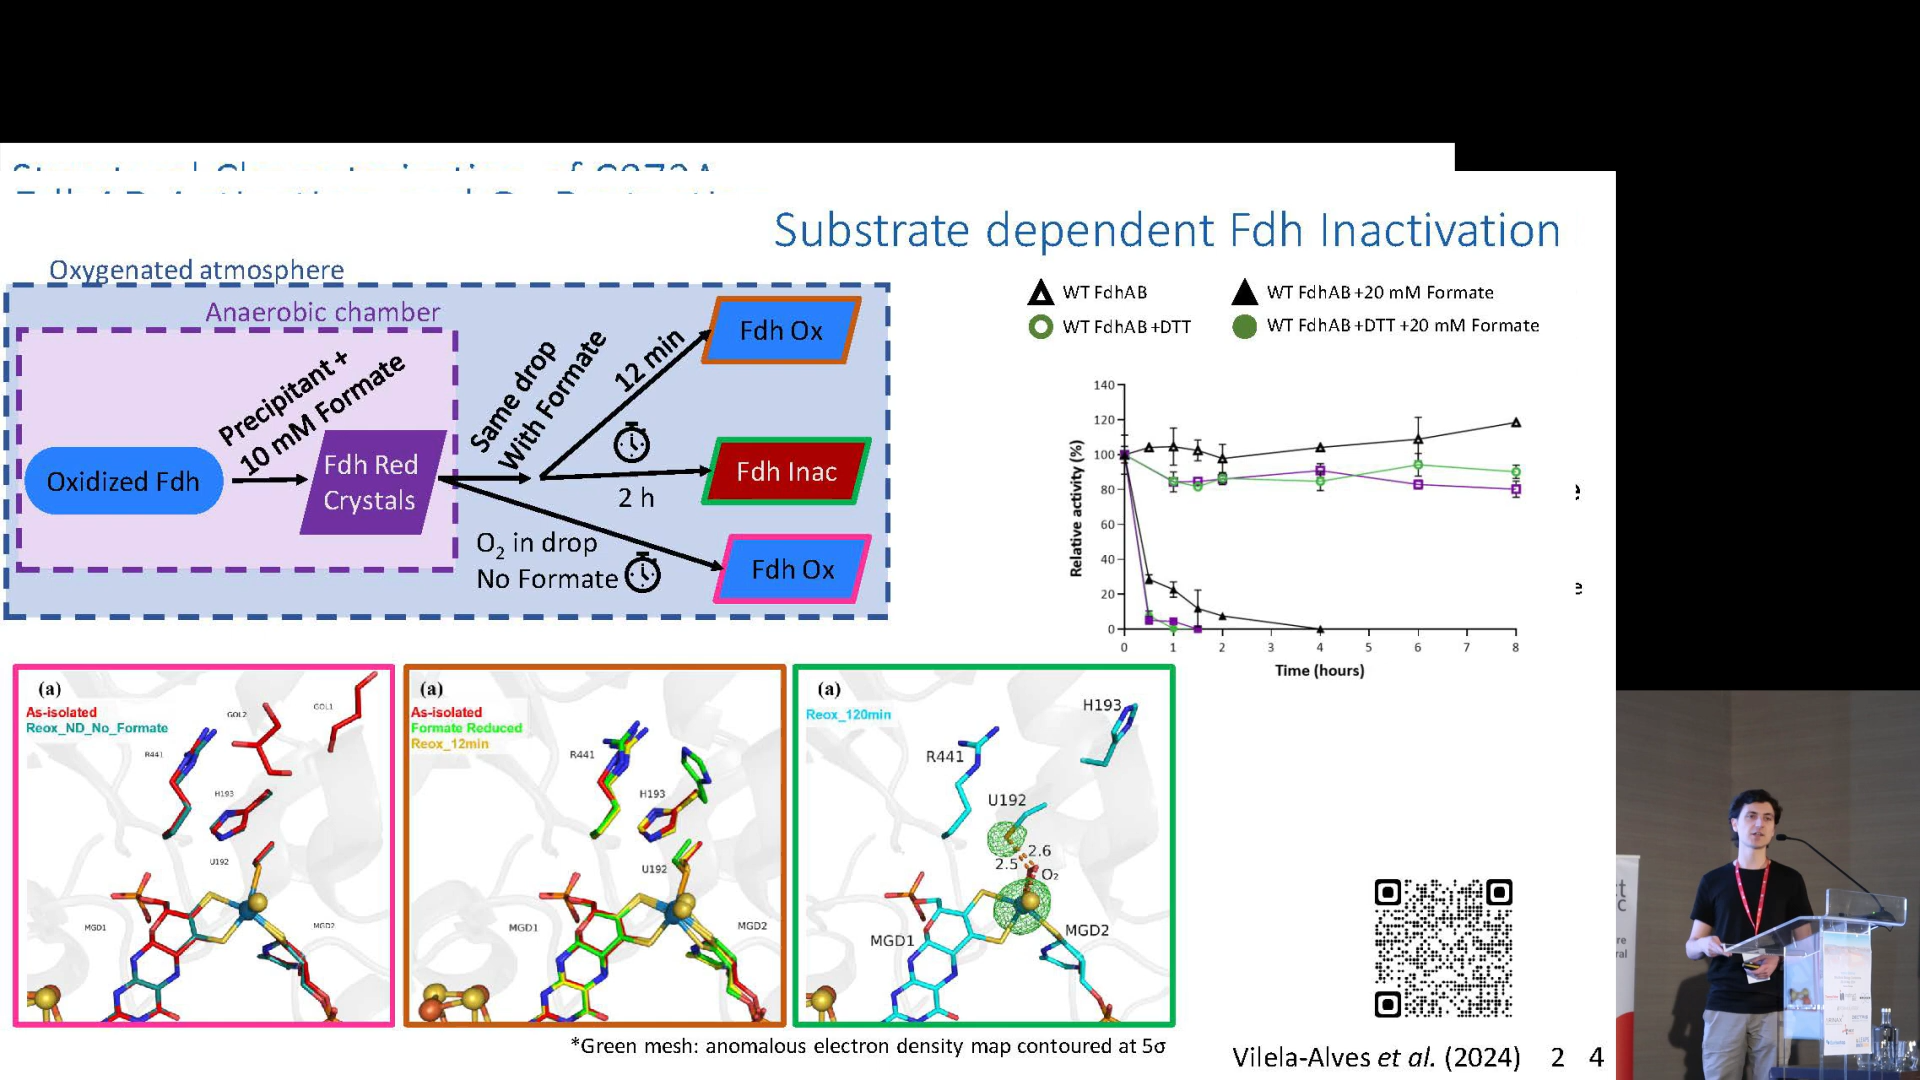 Substrate dependent Fdh Inactivation
Oxygenated atmosphere
Anaerobic chamber
Oxidized Fdh
Precipitant +
10 mM Formate
Fdh Red
Crystals
Same drop
With Formate
12 min
2 h
O₂ in drop
No Formate
Fdh Ox
Fdh Inac
Fdh Ox
WT FdhAB
WT FdhAB +20 mM Formate
WT FdhAB +DTT
WT FdhAB +DTT +20 mM Formate
Relative activity (%)
140
120
100
80
60
40
20
0
0 1 2 3 4 5 6 7 8
Time (hours)
(a)
As-isolated
Reox_ND_No_Formate
GOL2
GOL1
R441
H193
U192
MGD1
MGD2
(a)
As-isolated
Formate Reduced
Reox_12min
R441
H193
U192
MGD1
MGD2
(a)
Reox_120min
H193
R441
U192
2.6
2.5
O₂
MGD1
MGD2
*Green mesh: anomalous electron density map contoured at 5σ
Vilela-Alves et al. (2024) 2 4